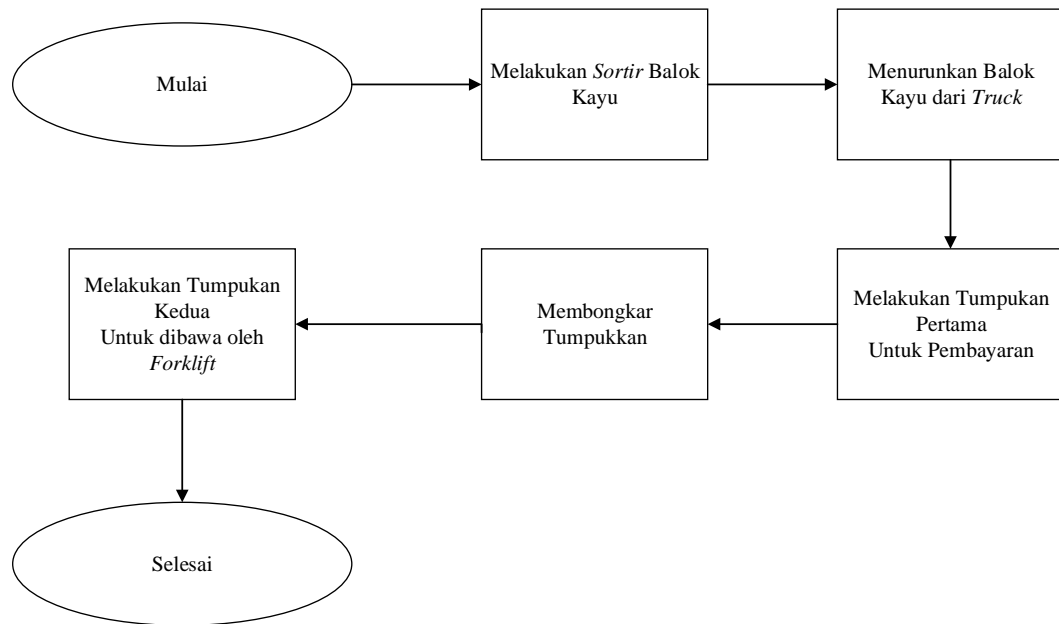 Mulai
Melakukan Sortir Balok
Kayu
Menurunkan Balok
Kayu dari Truck
Melakukan Tumpukan
Pertama
Untuk Pembayaran
Membongkar
Tumpukkan
Melakukan Tumpukan
Kedua
Untuk dibawa oleh
Forklift
Selesai